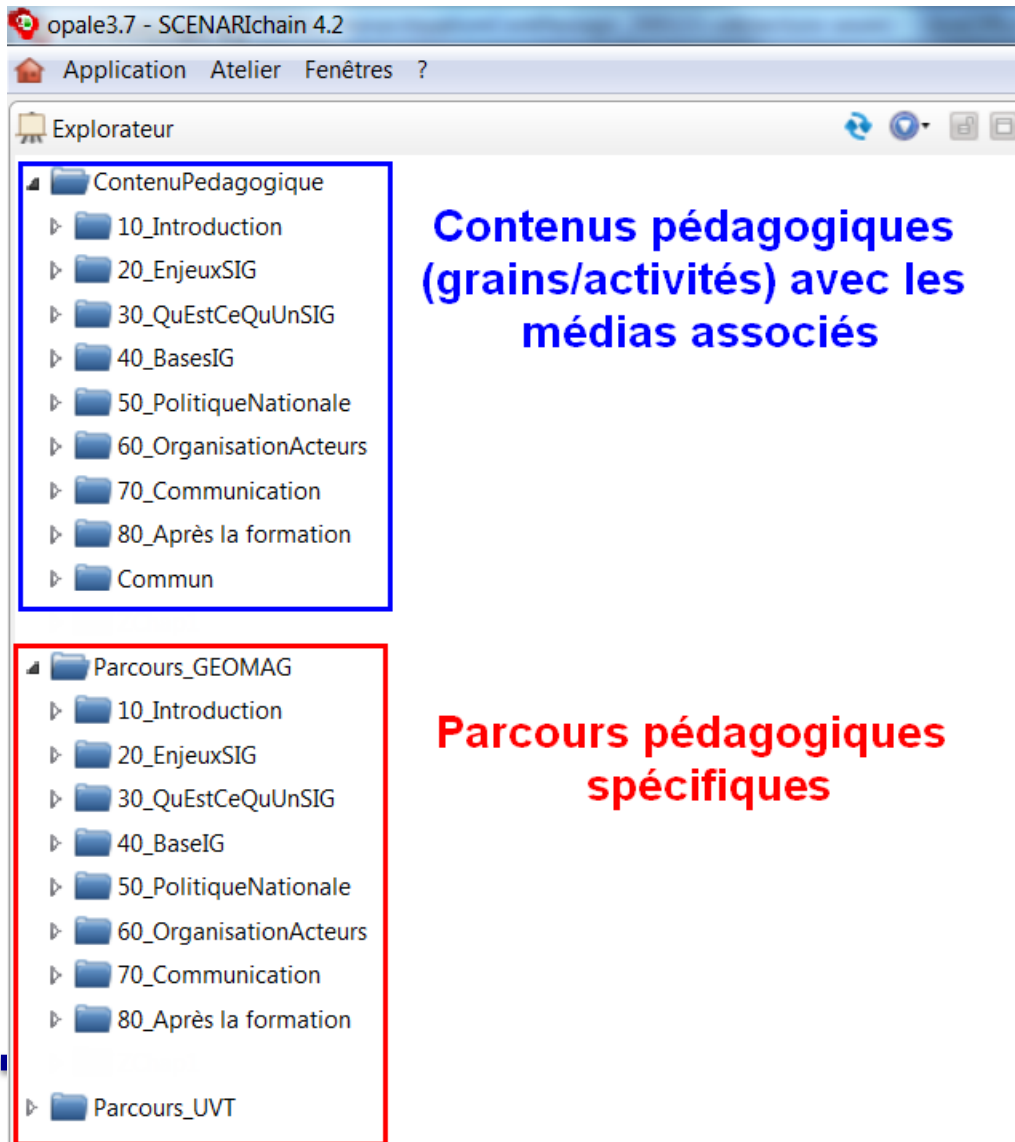 opale3.7 - SCENARIchain 4.2
Application Atelier Fenêtres ?
Explorateur
ContenuPedagogique
10_Introduction
20_EnjeuxSIG
30_QuEstCeQuUnSIG
40_BasesIG
50_PolitiqueNationale
60_OrganisationActeurs
70_Communication
80_Après la formation
Commun
Contenus pédagogiques
(grains/activités) avec les
médias associés
Parcours_GEOMAG
10_Introduction
20_EnjeuxSIG
30_QuEstCeQuUnSIG
40_BaseIG
50_PolitiqueNationale
60_OrganisationActeurs
70_Communication
80_Après la formation
Parcours_UVT
Parcours pédagogiques
spécifiques